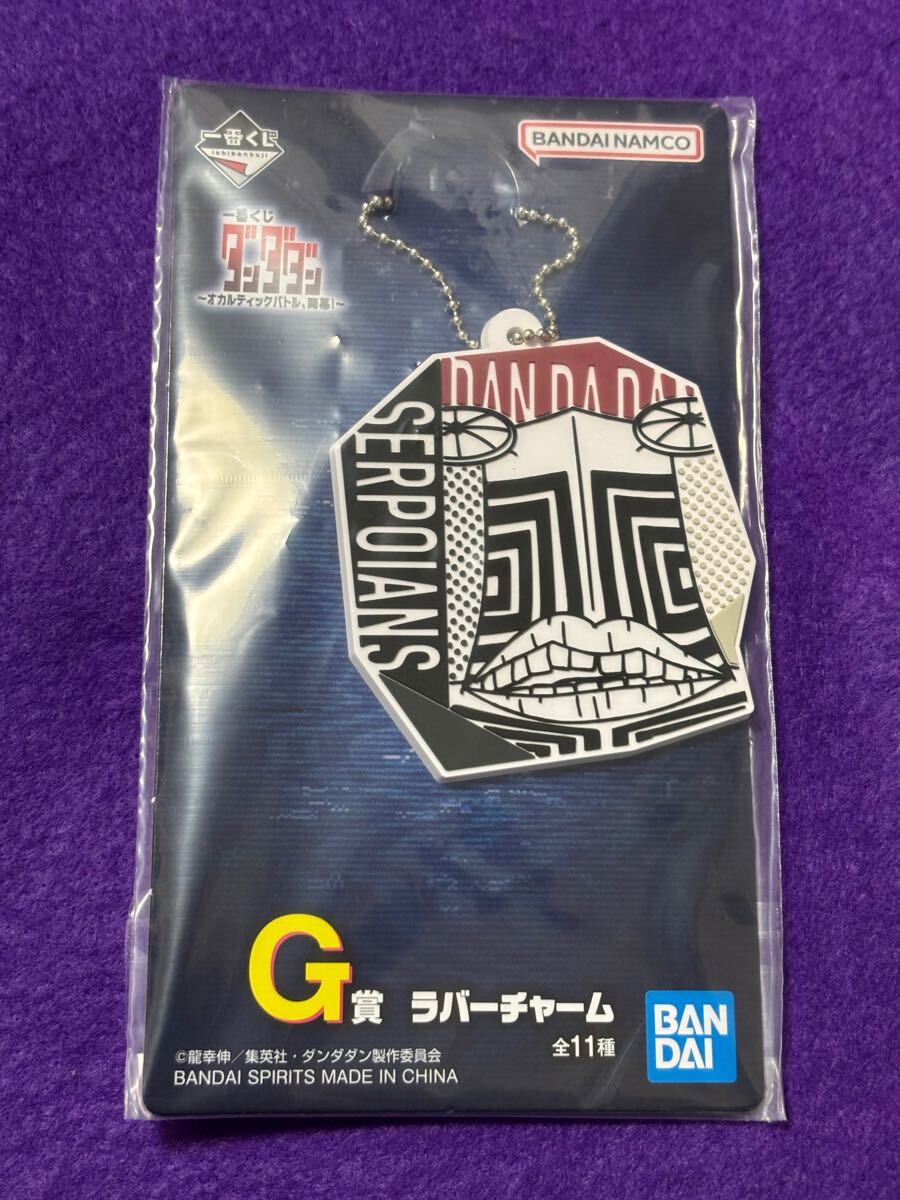 一番くじ
ichibankuji
BANDAI NAMCO
一番くじ
ダンダダン
～オカルティックバトル、開幕!～
DAN DA DAN
SERPOIANS
G賞 ラバーチャーム
全11種
©龍幸伸／集英社・ダンダダン製作委員会
BANDAI SPIRITS MADE IN CHINA
BAN
DAI